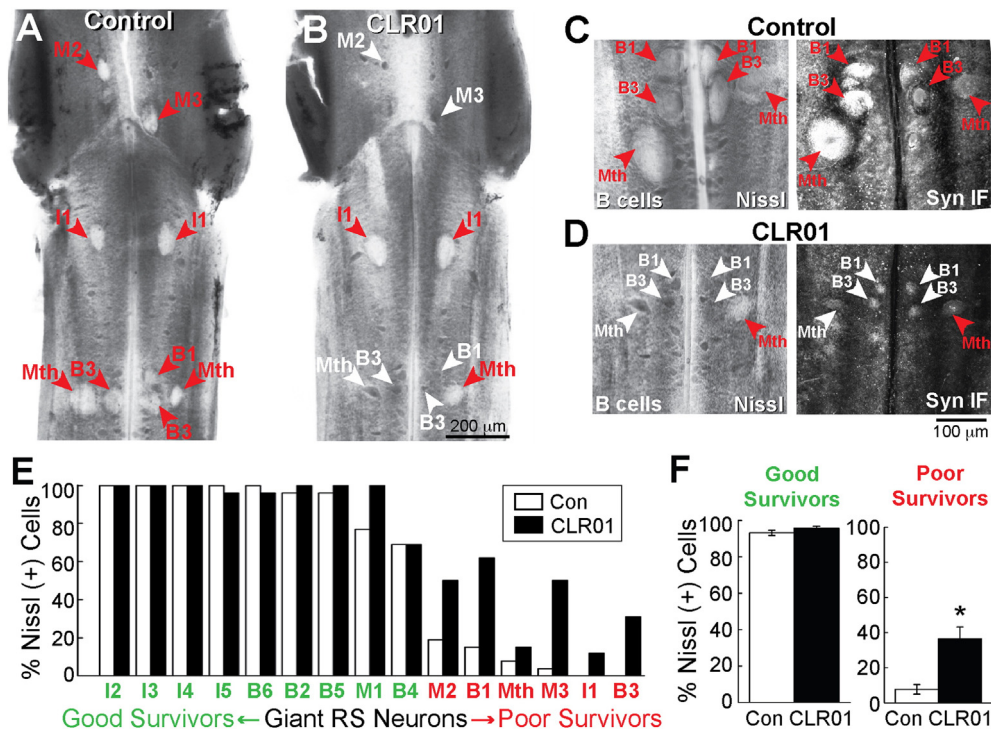 A Control
M2
M3
I1 I1
Mth B3 B1 Mth
B3
B CLR01
M2
M3
I1 I1
Mth B3 B1
Mth
B3
200 µm
C Control
B1 B1
B3 B3
Mth
Mth
B cells Nissl
B1 B1
B3 B3
Mth
Mth
Syn IF
D CLR01
B1 B1
B3 B3
Mth Mth
B cells Nissl
B1 B1
B3 B3
Mth Mth
Syn IF
100 µm
E
% Nissl (+) Cells
100
80
60
40
20
0
Con
CLR01
I2 I3 I4 I5 B6 B2 B5 M1 B4 M2 B1 Mth M3 I1 B3
Good Survivors ← Giant RS Neurons → Poor Survivors
F
Good Survivors
% Nissl (+) Cells
100
80
60
40
20
0
Con CLR01
Poor Survivors
100
80
60
40
20
0
*
Con CLR01